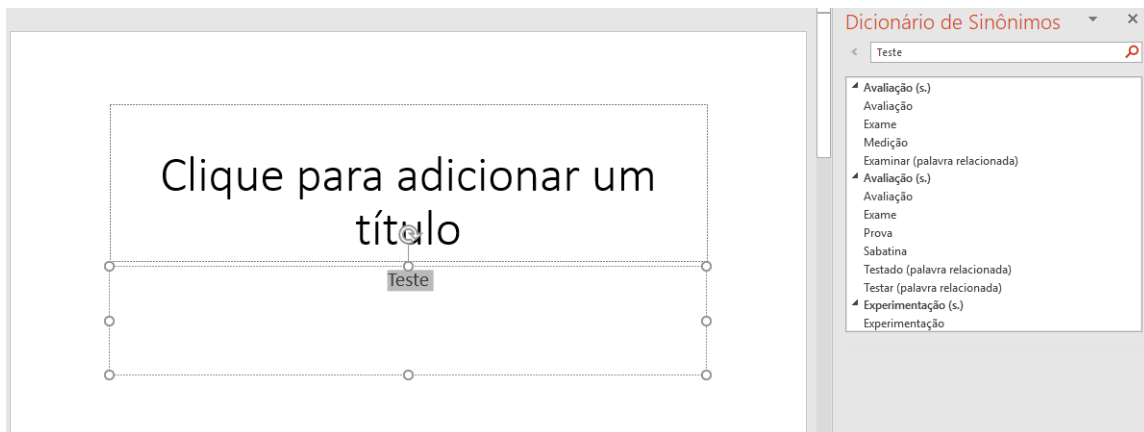 Clique para adicionar um
título
Teste
Dicionário de Sinônimos
Teste
Avaliação (s.)
Avaliação
Exame
Medição
Examinar (palavra relacionada)
Avaliação (s.)
Avaliação
Exame
Prova
Sabatina
Testado (palavra relacionada)
Testar (palavra relacionada)
Experimentação (s.)
Experimentação